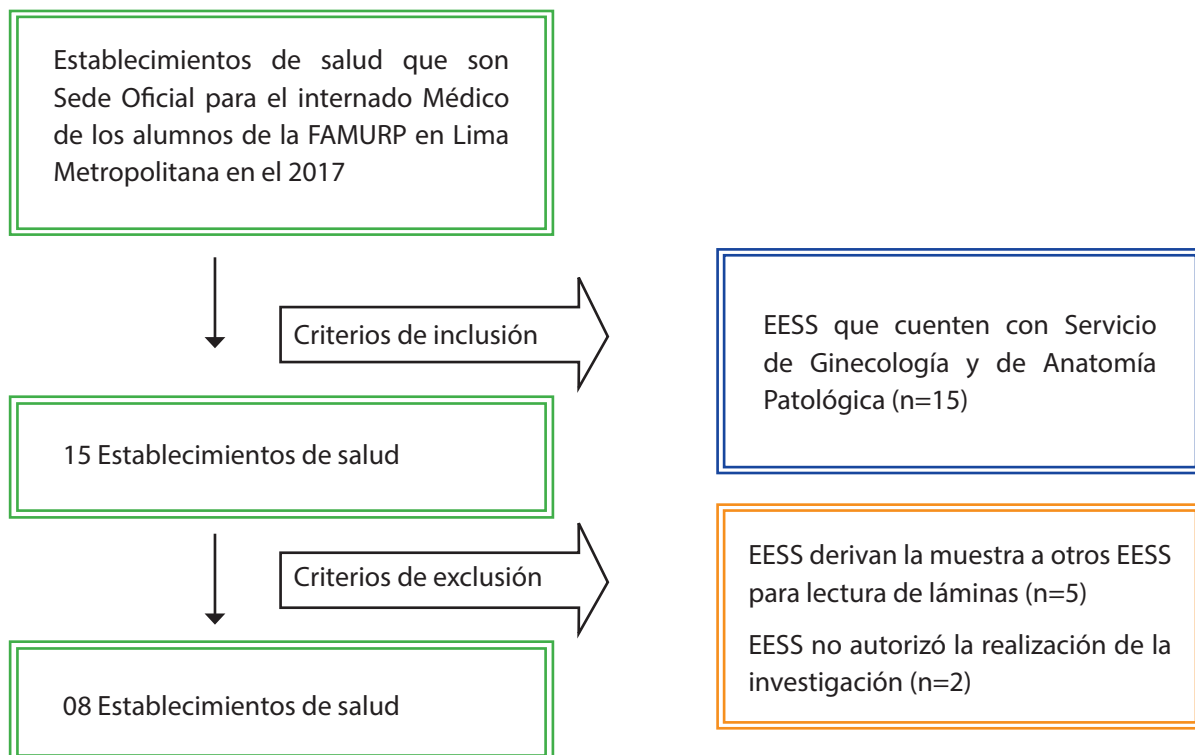 Establecimientos de salud que son
Sede Oficial para el internado Médico
de los alumnos de la FAMURP en Lima
Metropolitana en el 2017
Criterios de inclusión
EESS que cuenten con Servicio
de Ginecología y de Anatomía
Patológica (n=15)
15 Establecimientos de salud
Criterios de exclusión
EESS derivan la muestra a otros EESS
para lectura de láminas (n=5)
EESS no autorizó la realización de la
investigación (n=2)
08 Establecimientos de salud